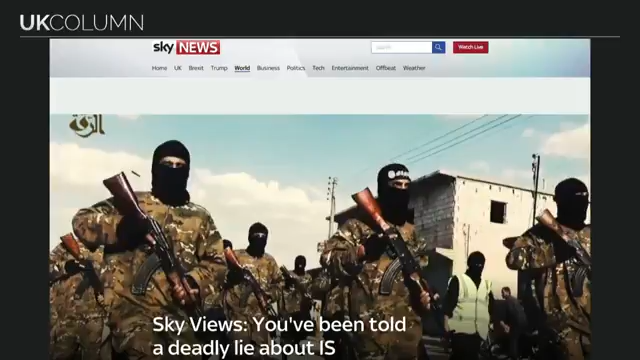 UKCOLUMN
sky NEWS
Search
Watch Live
Home UK Brexit Trump World Business Politics Tech Entertainment Offbeat Weather
الرقة
Sky Views: You've been told
a deadly lie about IS